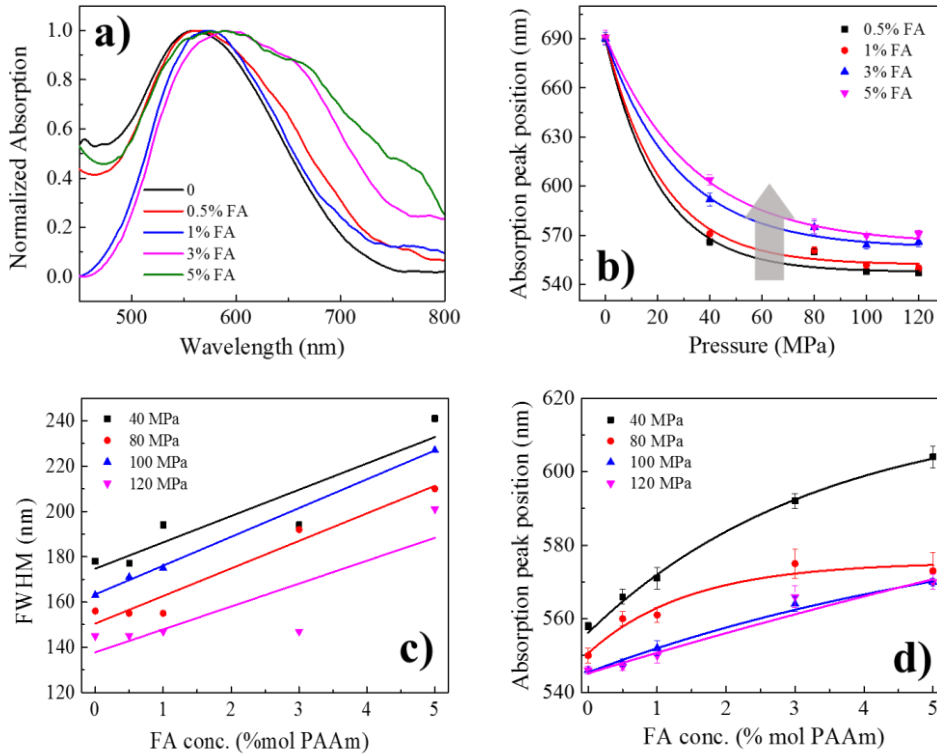 a)
Normalized Absorption
1.0
0.8
0.6
0.4
0.2
0.0
0
0.5% FA
1% FA
3% FA
5% FA
500
600
700
800
Wavelength (nm)
b)
Absorption peak position (nm)
690
660
630
600
570
540
0.5% FA
1% FA
3% FA
5% FA
0
20
40
60
80
100
120
Pressure (MPa)
c)
FWHM (nm)
240
220
200
180
160
140
120
40 MPa
80 MPa
100 MPa
120 MPa
0
1
2
3
4
5
FA conc. (%mol PAAm)
d)
Absorption peak position (nm)
620
600
580
560
540
40 MPa
80 MPa
100 MPa
120 MPa
0
1
2
3
4
5
FA conc. (% mol PAAm)